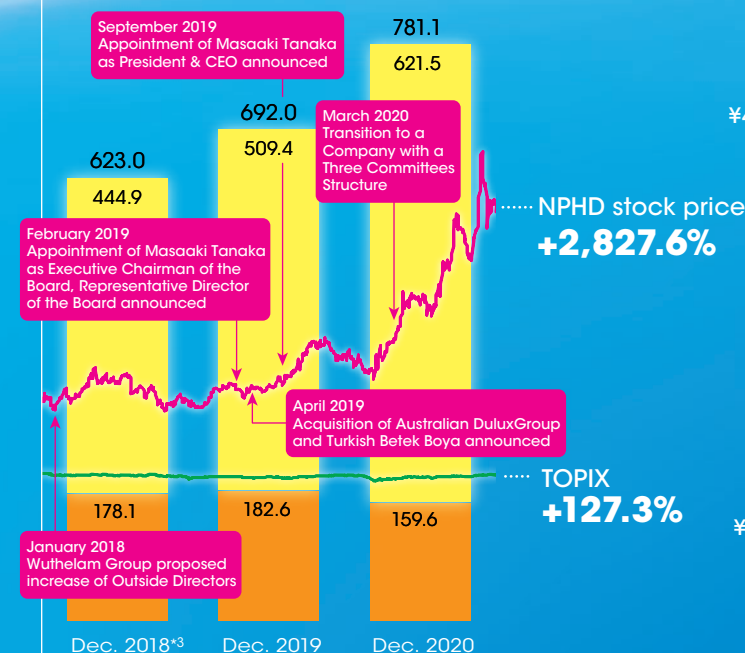 September 2019
Appointment of Masaaki Tanaka
as President & CEO announced
781.1
621.5
692.0
509.4
March 2020
Transition to a
Company with a
Three Committees
Structure
623.0
444.9
NPHD stock price
+2,827.6%
February 2019
Appointment of Masaaki Tanaka
as Executive Chairman of the
Board, Representative Director
of the Board announced
April 2019
Acquisition of Australian DuluxGroup
and Turkish Betek Boya announced
TOPIX
+127.3%
178.1
182.6
159.6
January 2018
Wuthelam Group proposed
increase of Outside Directors
Dec. 2018*3
Dec. 2019
Dec. 2020